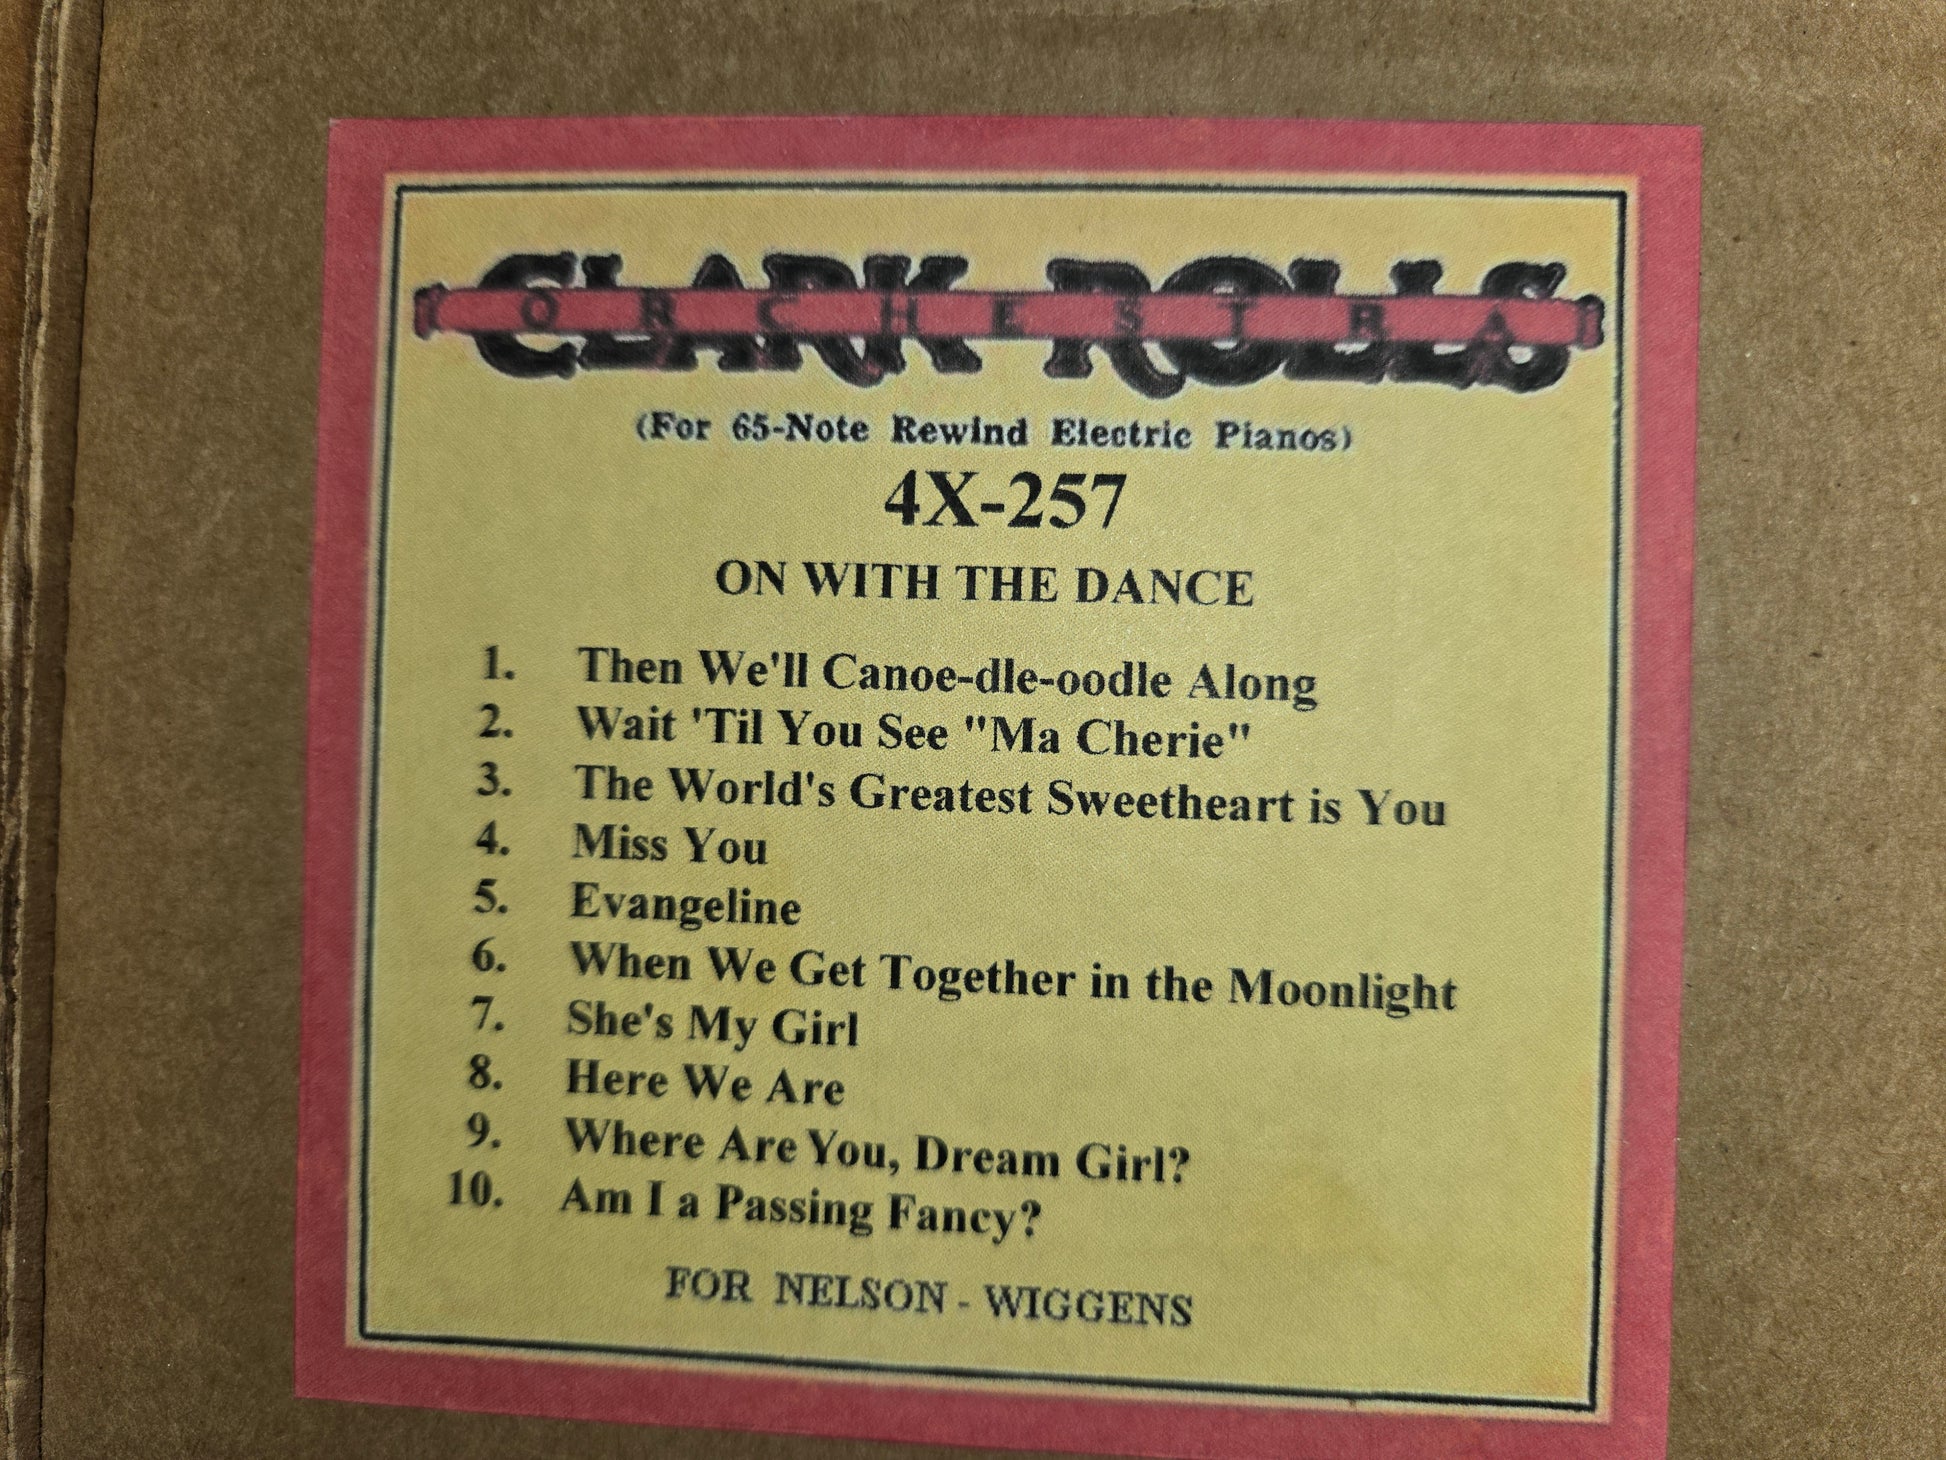 CLARK ROLLS
ORCHESTRA
(For 65-Note Rewind Electric Pianos)
4X-257
ON WITH THE DANCE
1. Then We'll Canoe-dle-oodle Along
2. Wait 'Til You See "Ma Cherie"
3. The World's Greatest Sweetheart is You
4. Miss You
5. Evangeline
6. When We Get Together in the Moonlight
7. She's My Girl
8. Here We Are
9. Where Are You, Dream Girl?
10. Am I a Passing Fancy?
FOR NELSON - WIGGENS